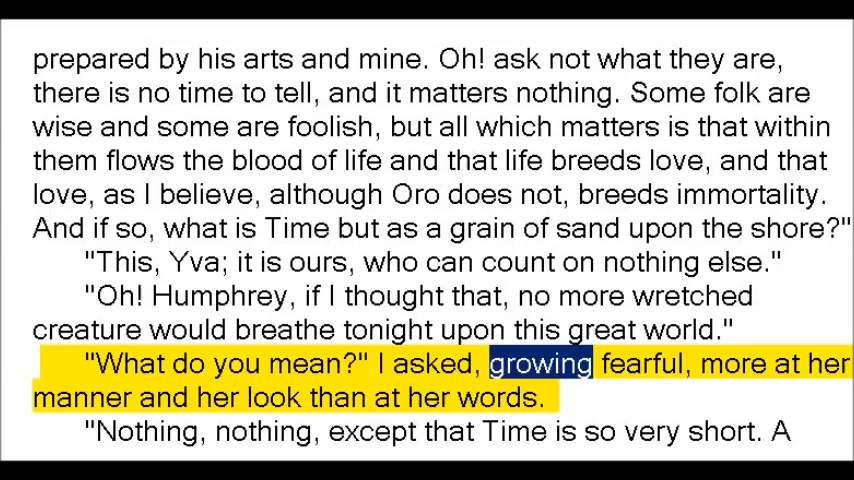 prepared by his arts and mine. Oh! ask not what they are,
there is no time to tell, and it matters nothing. Some folk are
wise and some are foolish, but all which matters is that within
them flows the blood of life and that life breeds love, and that
love, as I believe, although Oro does not, breeds immortality.
And if so, what is Time but as a grain of sand upon the shore?"
"This, Yva; it is ours, who can count on nothing else."
"Oh! Humphrey, if I thought that, no more wretched
creature would breathe tonight upon this great world."
"What do you mean?" I asked, growing fearful, more at her
manner and her look than at her words.
"Nothing, nothing, except that Time is so very short. A